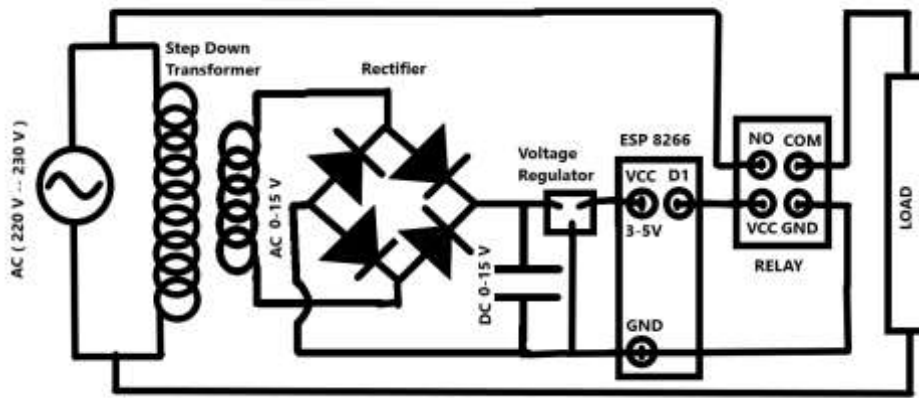 Step Down
Transformer
Rectifier
AC ( 220 V -- 230 V )
AC 0-15 V
DC 0-15 V
Voltage
Regulator
ESP 8266
VCC D1
3-5V
GND
NO COM
VCC GND
RELAY
LOAD